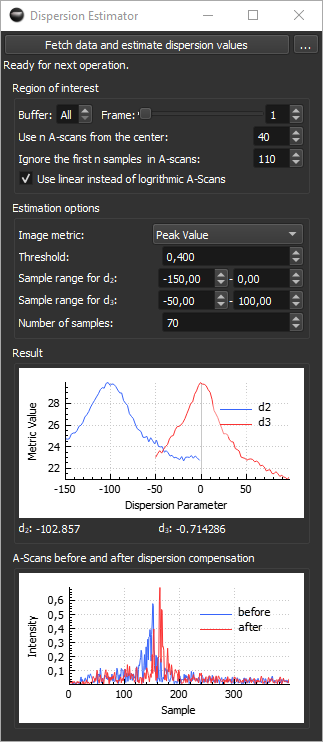 Dispersion Estimator
Fetch data and estimate dispersion values ...
Ready for next operation.
Region of interest
Buffer: All Frame: 1
Use n A-scans from the center: 40
Ignore the first n samples in A-scans: 110
Use linear instead of logrithmic A-Scans
Estimation options
Image metric: Peak Value
Threshold: 0,400
Sample range for d₂: -150,00 - 0,00
Sample range for d₃: -50,00 - 100,00
Number of samples: 70
Result
Metric Value
28
26
24
22
d2
d3
-150 -100 -50 0 50
Dispersion Parameter
d₂: -102.857 d₃: -0.714286
A-Scans before and after dispersion compensation
Intensity
0,6
0,5
0,4
0,3
0,2
0,1
before
after
0 100 200 300
Sample